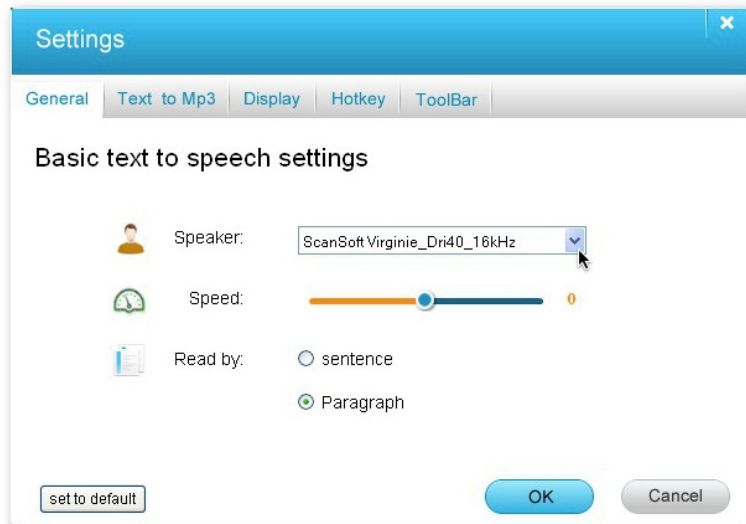 Settings
General Text to Mp3 Display Hotkey ToolBar
Basic text to speech settings
Speaker: ScanSoft Virginie_Dri40_16kHz
Speed: 0
Read by: sentence
Paragraph
set to default OK Cancel